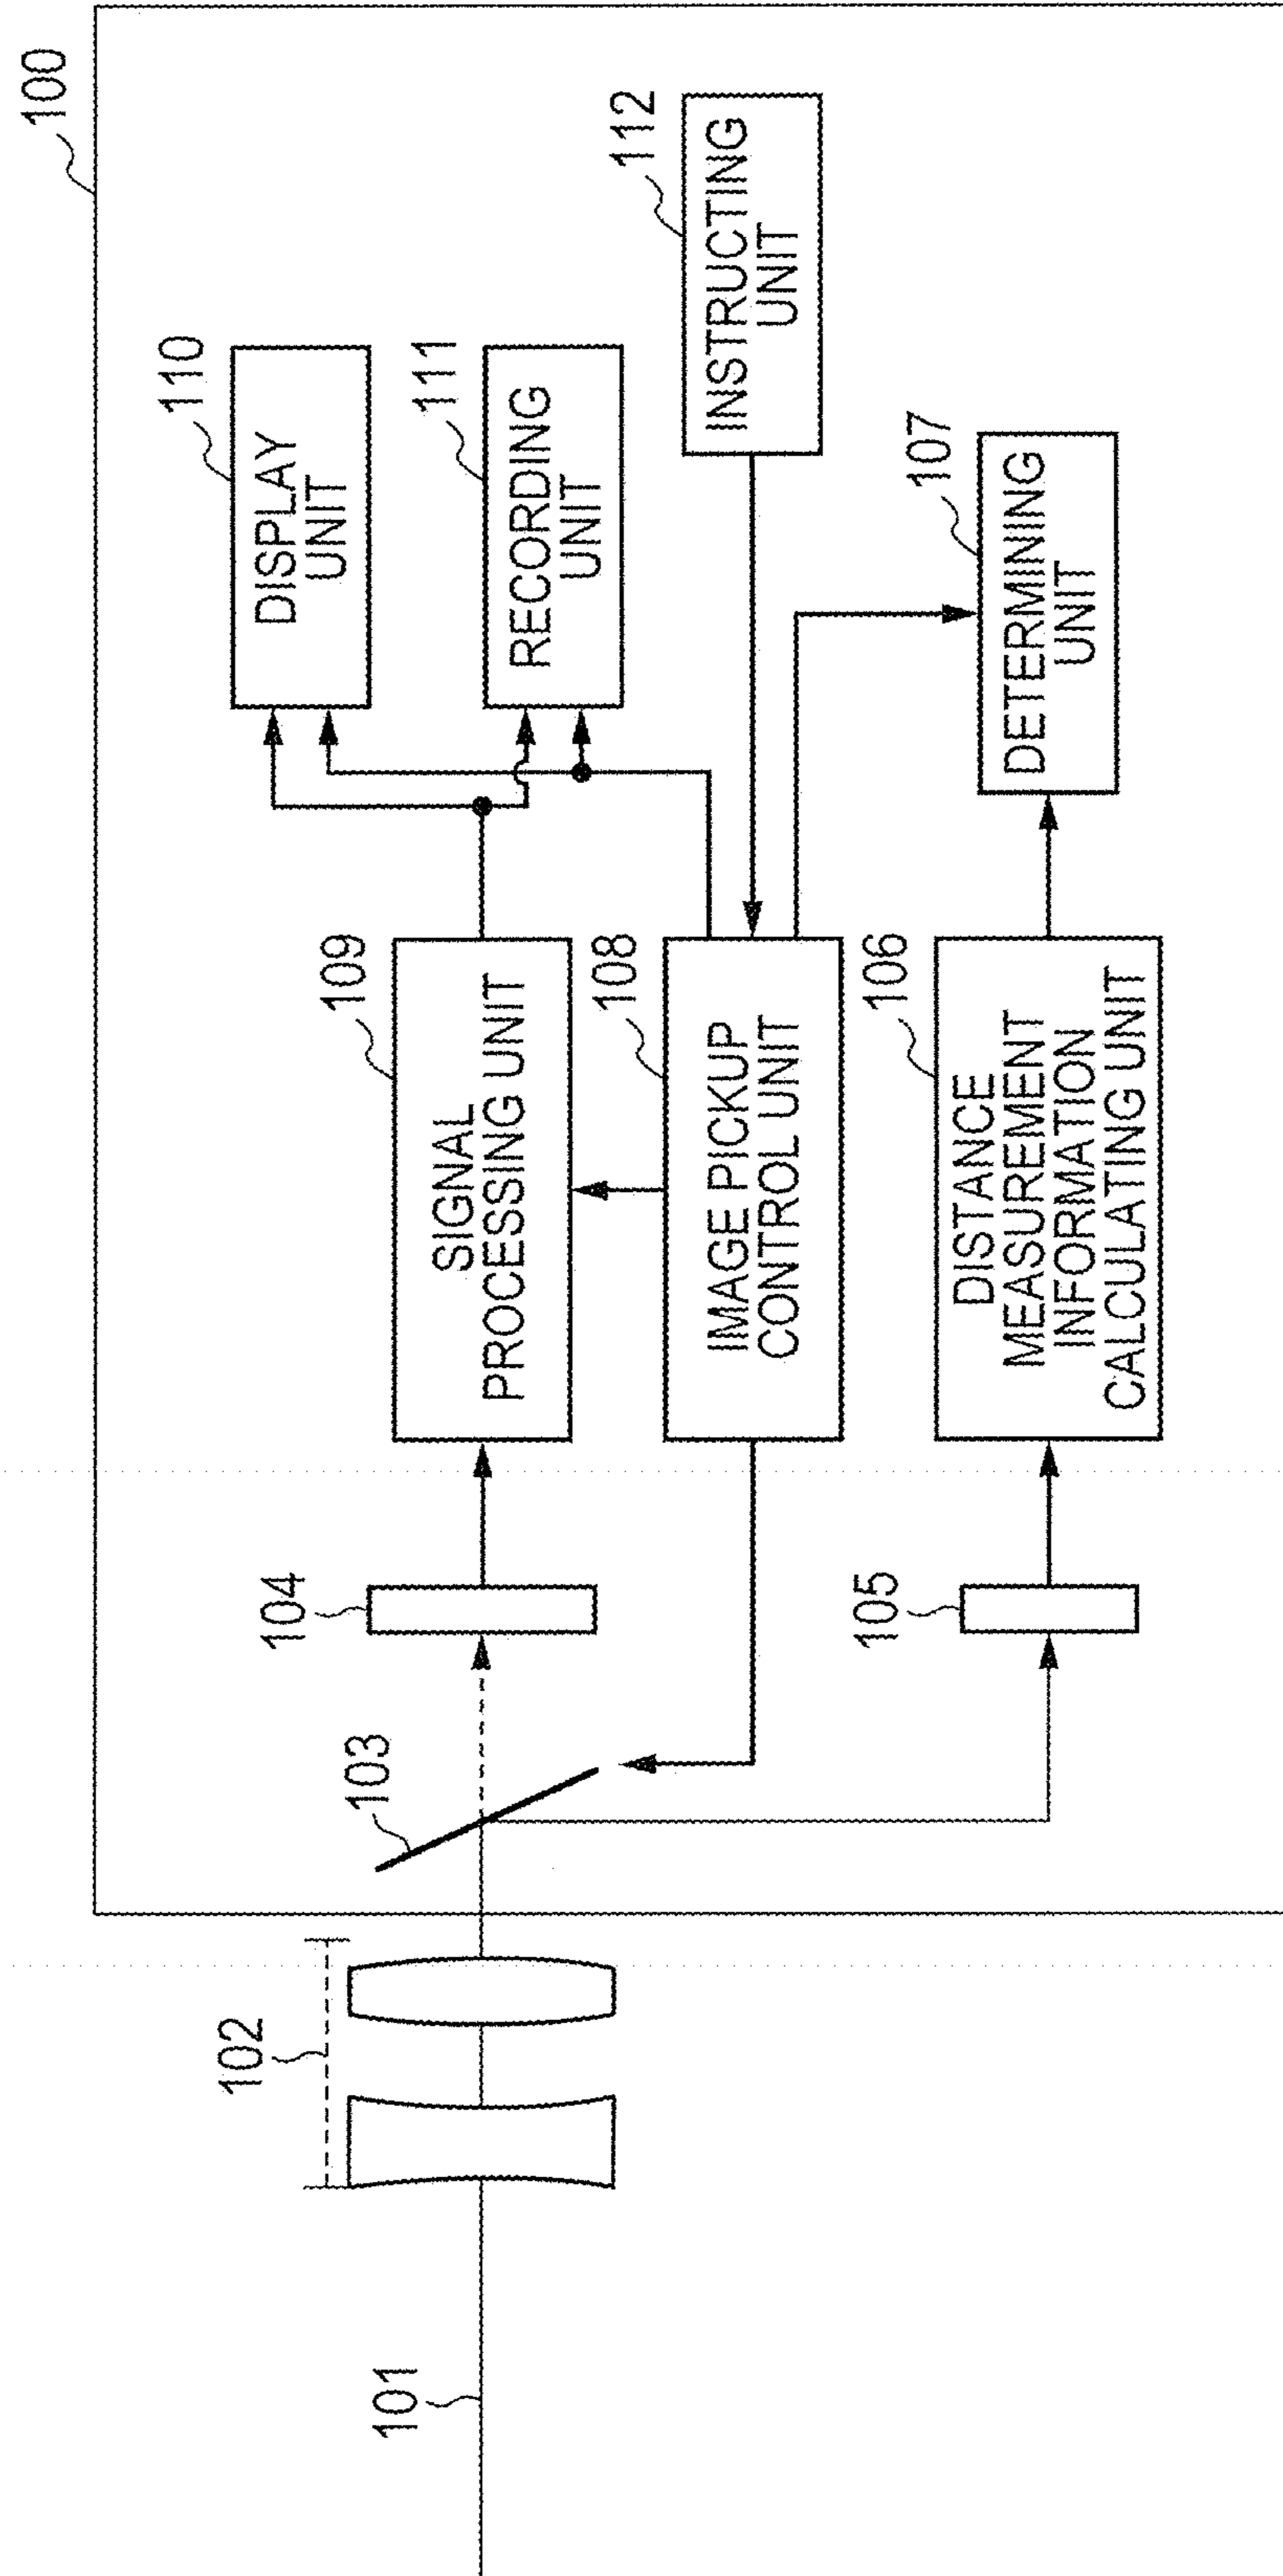 100
110
DISPLAY
UNIT
111
RECORDING
UNIT
112
INSTRUCTING
UNIT
107
DETERMINING
UNIT
109
SIGNAL
PROCESSING UNIT
108
IMAGE PICKUP
CONTROL UNIT
106
DISTANCE
MEASUREMENT
INFORMATION
CALCULATING UNIT
104
105
103
102
101